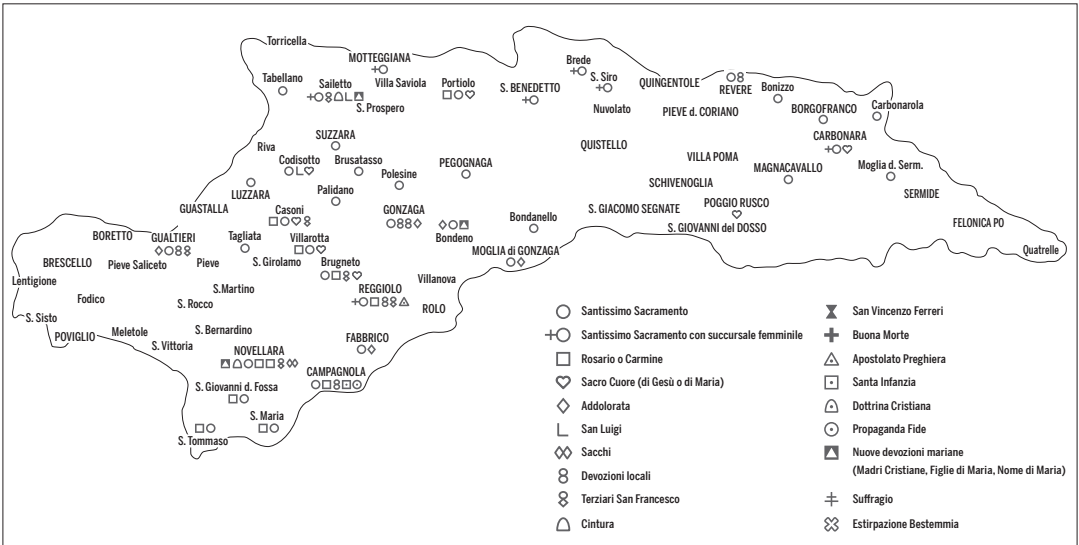 Torricella
MOTTEGGIANA
Brede
Tabellano
Sailetto
Villa Saviola
Portiolo
S. BENEDETTO
S. Siro
QUINGENTOLE
REVERE
Bonizzo
S. Prospero
Nuvolato
PIEVE d. CORIANO
BORGOFRANCO
Carbonarola
SUZZARA
CARBONARA
Riva
QUISTELLO
Codisotto
Brusatasso
PEGOGNAGA
VILLA POMA
Polesine
MAGNACAVALLO
Moglia d. Serm.
LUZZARA
Palidano
SCHIVENOGLIA
SERMIDE
GUASTALLA
Casoni
GONZAGA
Bondanello
S. GIACOMO SEGNATE
POGGIO RUSCO
FELONICA PO
BORETTO
GUALTIERI
Tagliata
Villarotta
Bondeno
S. GIOVANNI del DOSSO
MOGLIA di GONZAGA
Quatrelle
BRESCELLO
Pieve Saliceto
Pieve
S. Girolamo
Brugneto
Villanova
Lentigione
S.Martino
REGGIOLO
Fodico
S. Rocco
ROLO
S. Sisto
POVIGLIO
Meletole
S. Bernardino
FABBRICO
S. Vittoria
NOVELLARA
CAMPAGNOLA
S. Giovanni d. Fossa
S. Maria
S. Tommaso
Santissimo Sacramento
Santissimo Sacramento con succursale femminile
Rosario o Carmine
Sacro Cuore (di Gesù o di Maria)
Addolorata
San Luigi
Sacchi
Devozioni locali
Terziari San Francesco
Cintura
San Vincenzo Ferreri
Buona Morte
Apostolato Preghiera
Santa Infanzia
Dottrina Cristiana
Propaganda Fide
Nuove devozioni mariane
(Madri Cristiane, Figlie di Maria, Nome di Maria)
Suffragio
Estirpazione Bestemmia